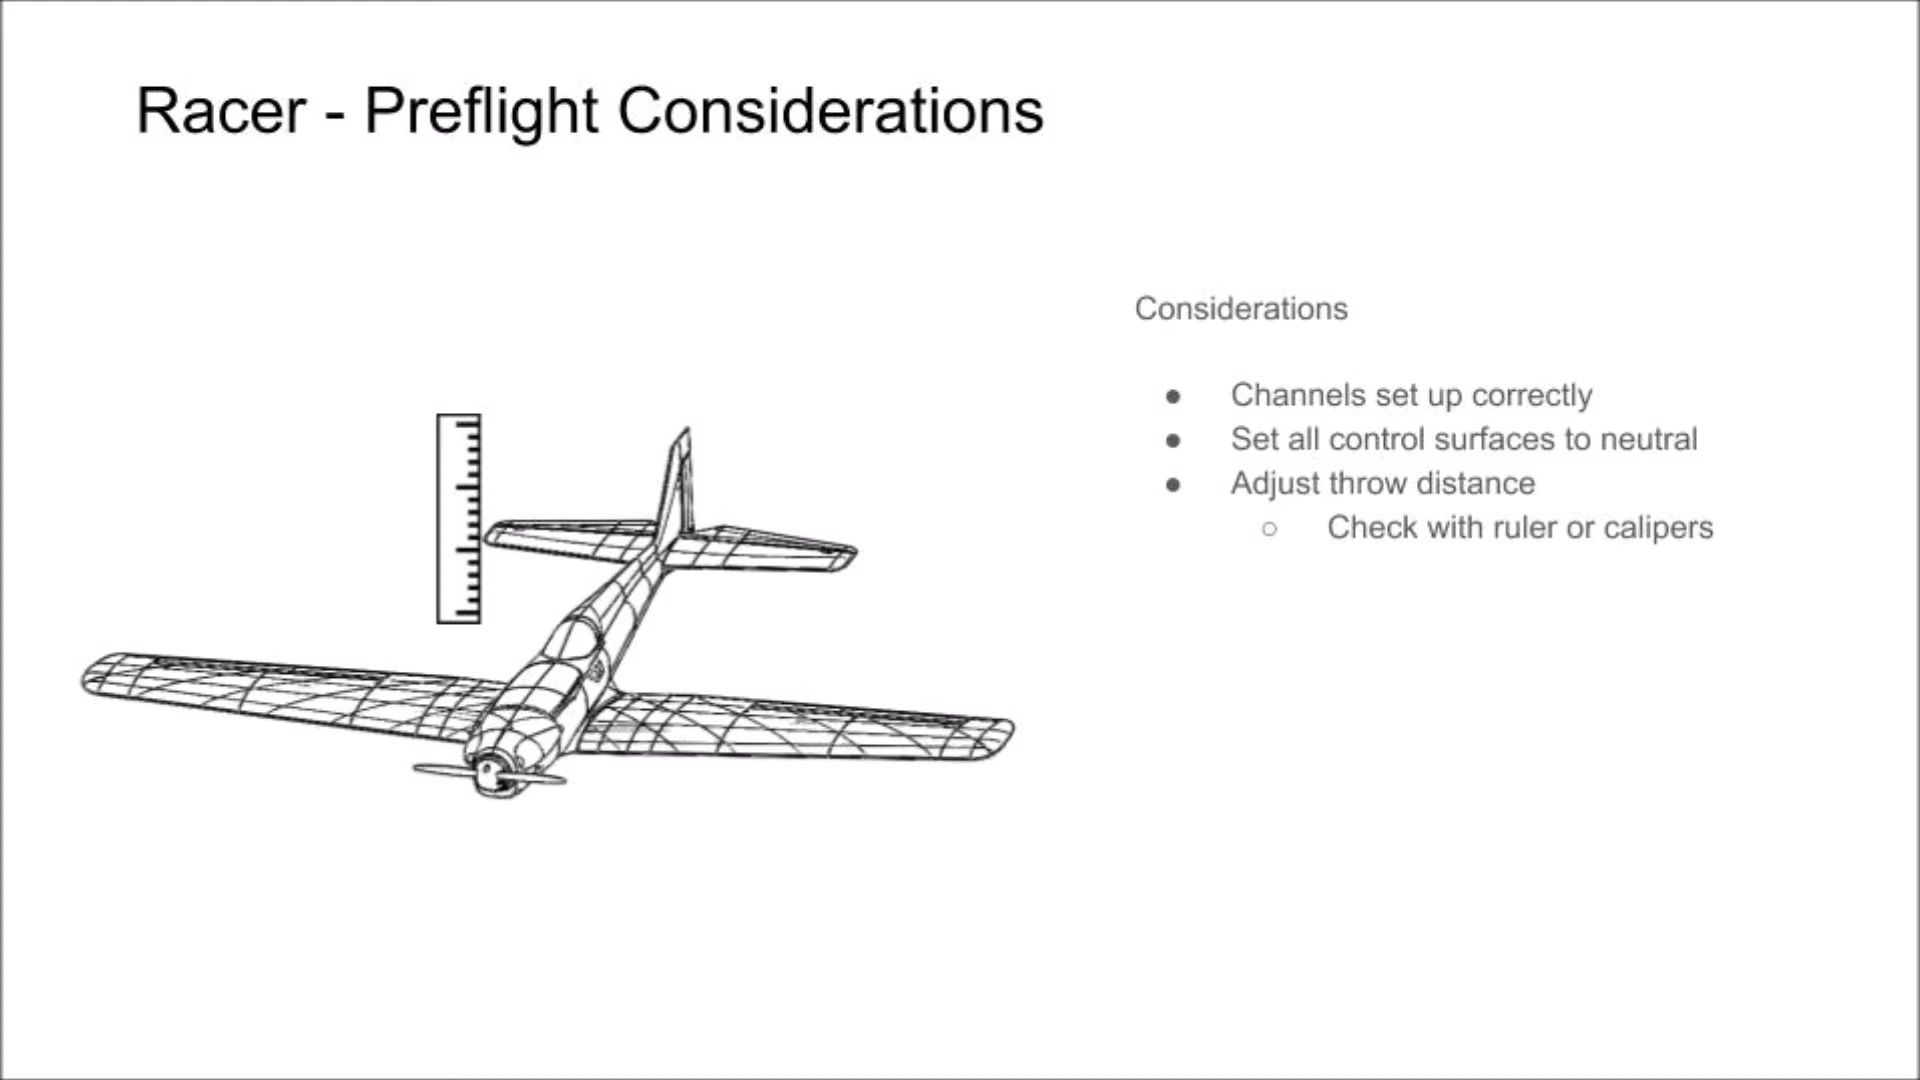 Racer - Preflight Considerations
Considerations
● Channels set up correctly
● Set all control surfaces to neutral
● Adjust throw distance
○ Check with ruler or calipers